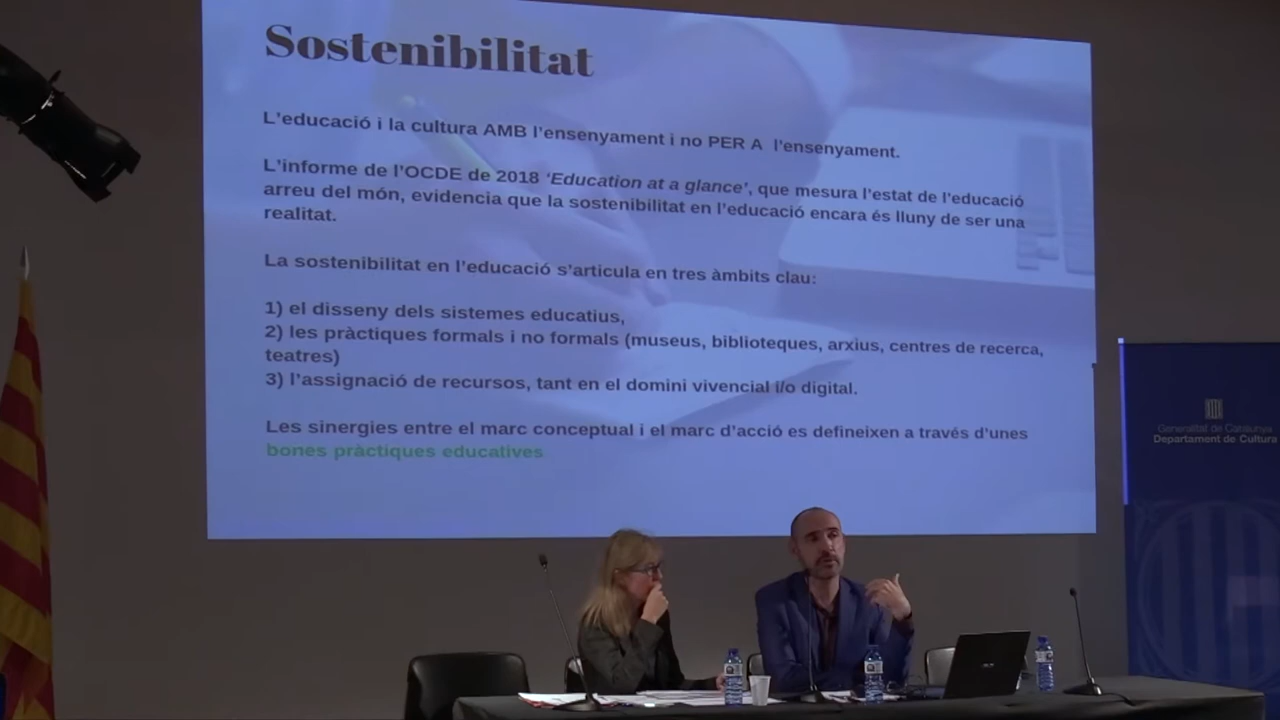 Sostenibilitat
L'educació i la cultura AMB l'ensenyament i no PER A l'ensenyament.
L'informe de l'OCDE de 2018 'Education at a glance', que mesura l'estat de l'educació
arreu del món, evidencia que la sostenibilitat en l'educació encara és lluny de ser una
realitat.
La sostenibilitat en l'educació s'articula en tres àmbits clau:
1) el disseny dels sistemes educatius,
2) les pràctiques formals i no formals (museus, biblioteques, arxius, centres de recerca,
teatres)
3) l'assignació de recursos, tant en el domini vivencial i/o digital.
Les sinergies entre el marc conceptual i el marc d'acció es defineixen a través d'unes
bones pràctiques educatives
Generalitat de Catalunya
Departament de Cultura